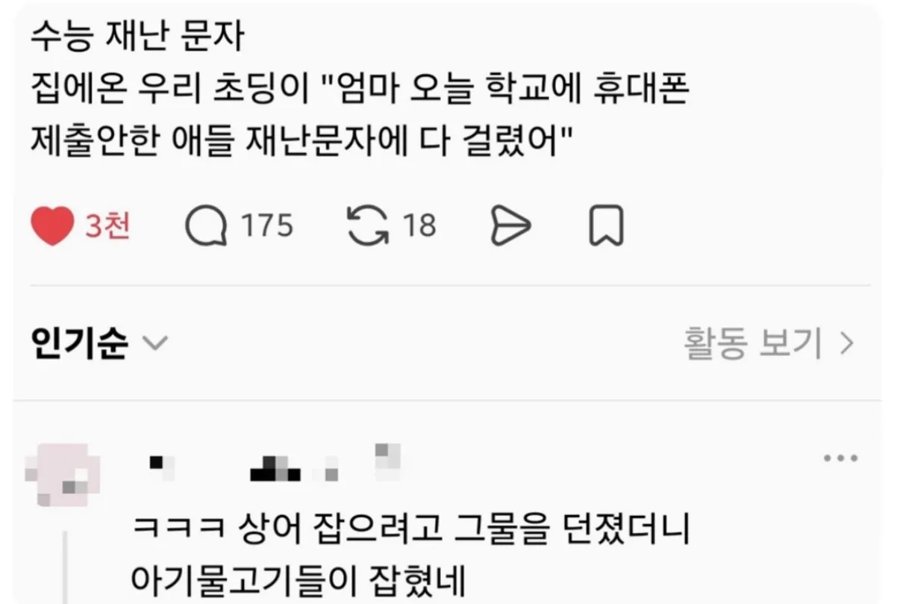 수능 재난 문자
집에온 우리 초딩이 "엄마 오늘 학교에 휴대폰
제출안한 애들 재난문자에 다 걸렸어"
3천 175 18
인기순 활동 보기
ㅋㅋㅋ 상어 잡으려고 그물을 던졌더니
아기물고기들이 잡혔네